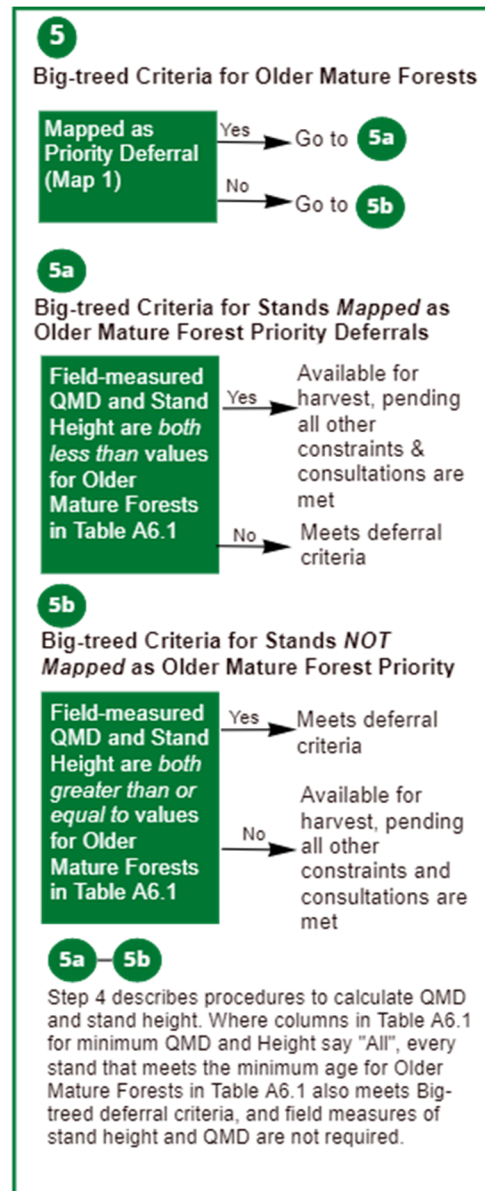 5
Big-treed Criteria for Older Mature Forests
Mapped as
Priority Deferral
(Map 1)
Yes
Go to 5a
No
Go to 5b
5a
Big-treed Criteria for Stands Mapped as
Older Mature Forest Priority Deferrals
Field-measured
QMD and Stand
Height are both
less than values
for Older
Mature Forests
in Table A6.1
Yes
Available for
harvest, pending
all other
constraints &
consultations are
met
No
Meets deferral
criteria
5b
Big-treed Criteria for Stands NOT
Mapped as Older Mature Forest Priority
Field-measured
QMD and Stand
Height are both
greater than or
equal to values
for Older
Mature Forests
in Table A6.1
Yes
Meets deferral
criteria
No
Available for
harvest, pending
all other
constraints and
consultations are
met
5a 5b
Step 4 describes procedures to calculate QMD
and stand height. Where columns in Table A6.1
for minimum QMD and Height say "All", every
stand that meets the minimum age for Older
Mature Forests in Table A6.1 also meets Big-
treed deferral criteria, and field measures of
stand height and QMD are not required.